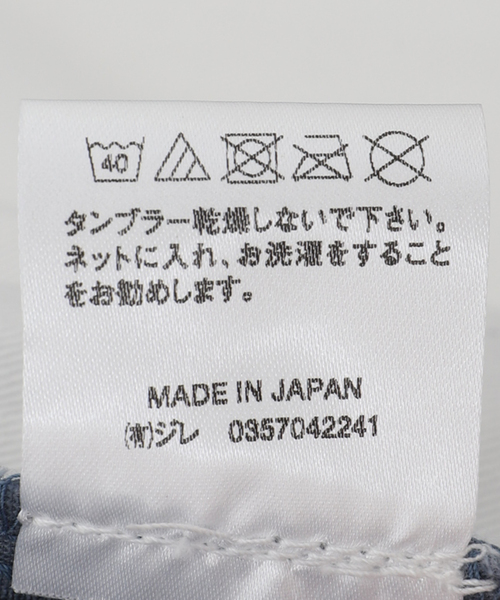 40
タンブラー乾燥しないで下さい。
ネットに入れ、お洗濯をすること
をお勧めします。
MADE IN JAPAN
(有)ジレ 0357042241